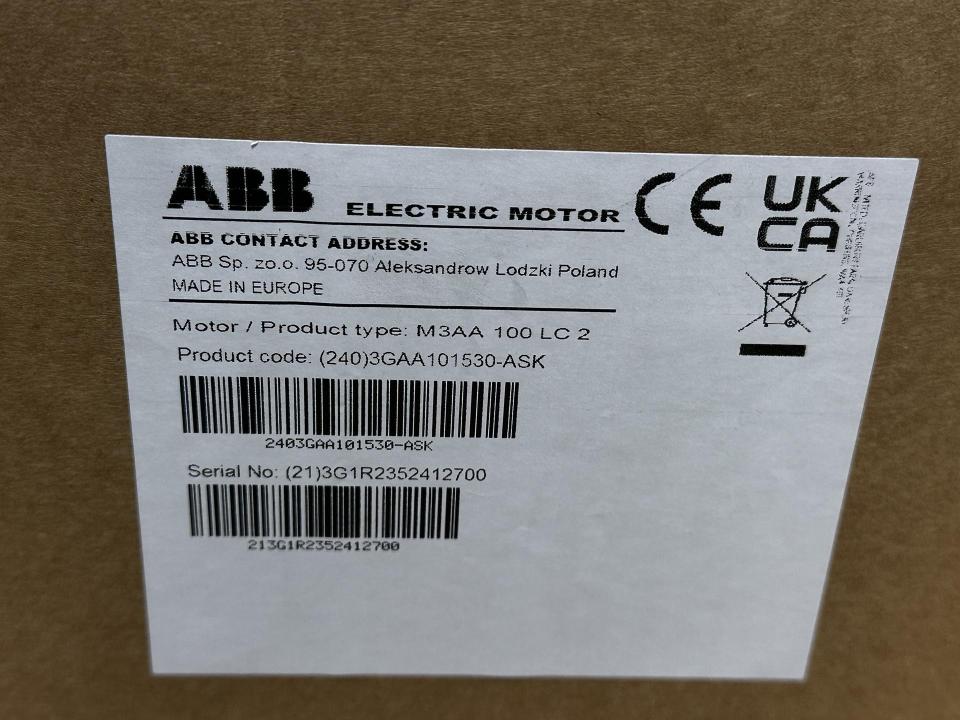 ABB
ELECTRIC MOTOR
CE
UK
CA
ABB CONTACT ADDRESS:
ABB Sp. zo.o. 95-070 Aleksandrow Lodzki Poland
MADE IN EUROPE
Motor / Product type: M3AA 100 LC 2
Product code: (240)3GAA101530-ASK
2403GAA101530-ASK
Serial No: (21)3G1R2352412700
213G1R2352412700